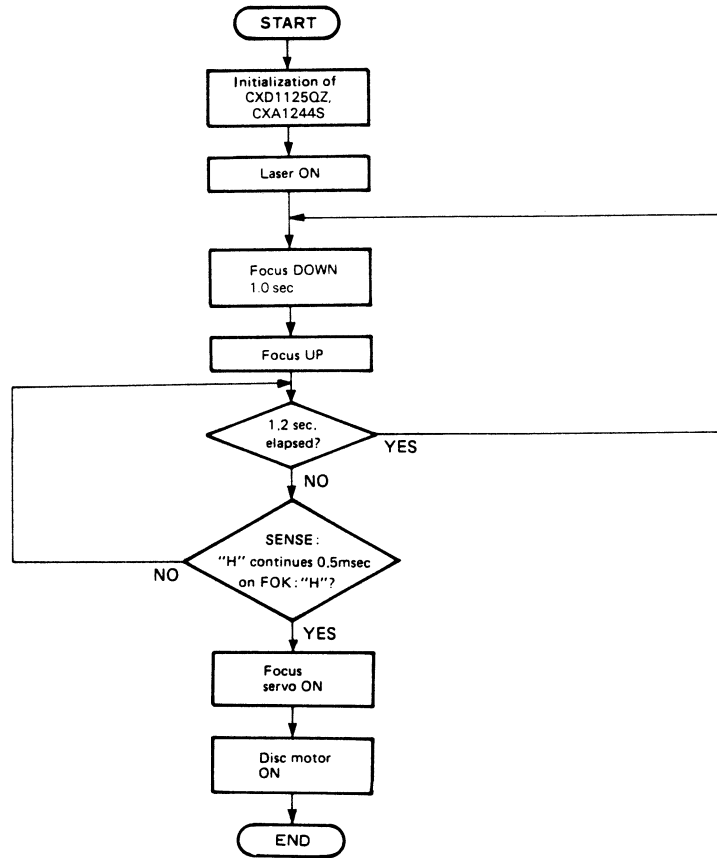 START
Initialization of
CXD1125QZ,
CXA1244S
Laser ON
Focus DOWN
1.0 sec
Focus UP
1.2 sec.
elapsed?
YES
NO
SENSE:
"H" continues 0.5msec
on FOK: "H"?
NO
YES
Focus
servo ON
Disc motor
ON
END